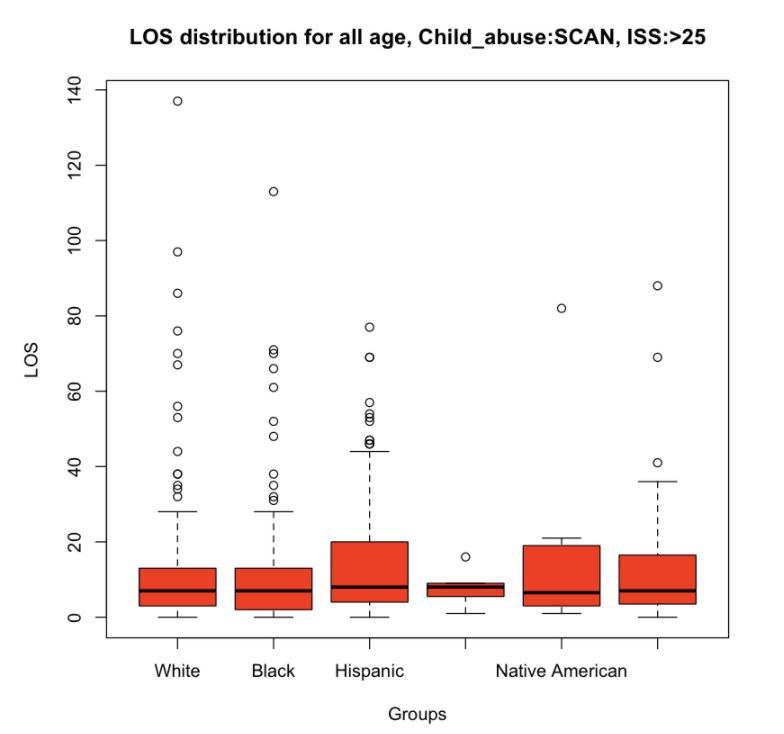 LOS distribution for all age, Child_abuse:SCAN, ISS:>25
140
120
100
80
60
40
20
0
LOS
White Black Hispanic Native American
Groups